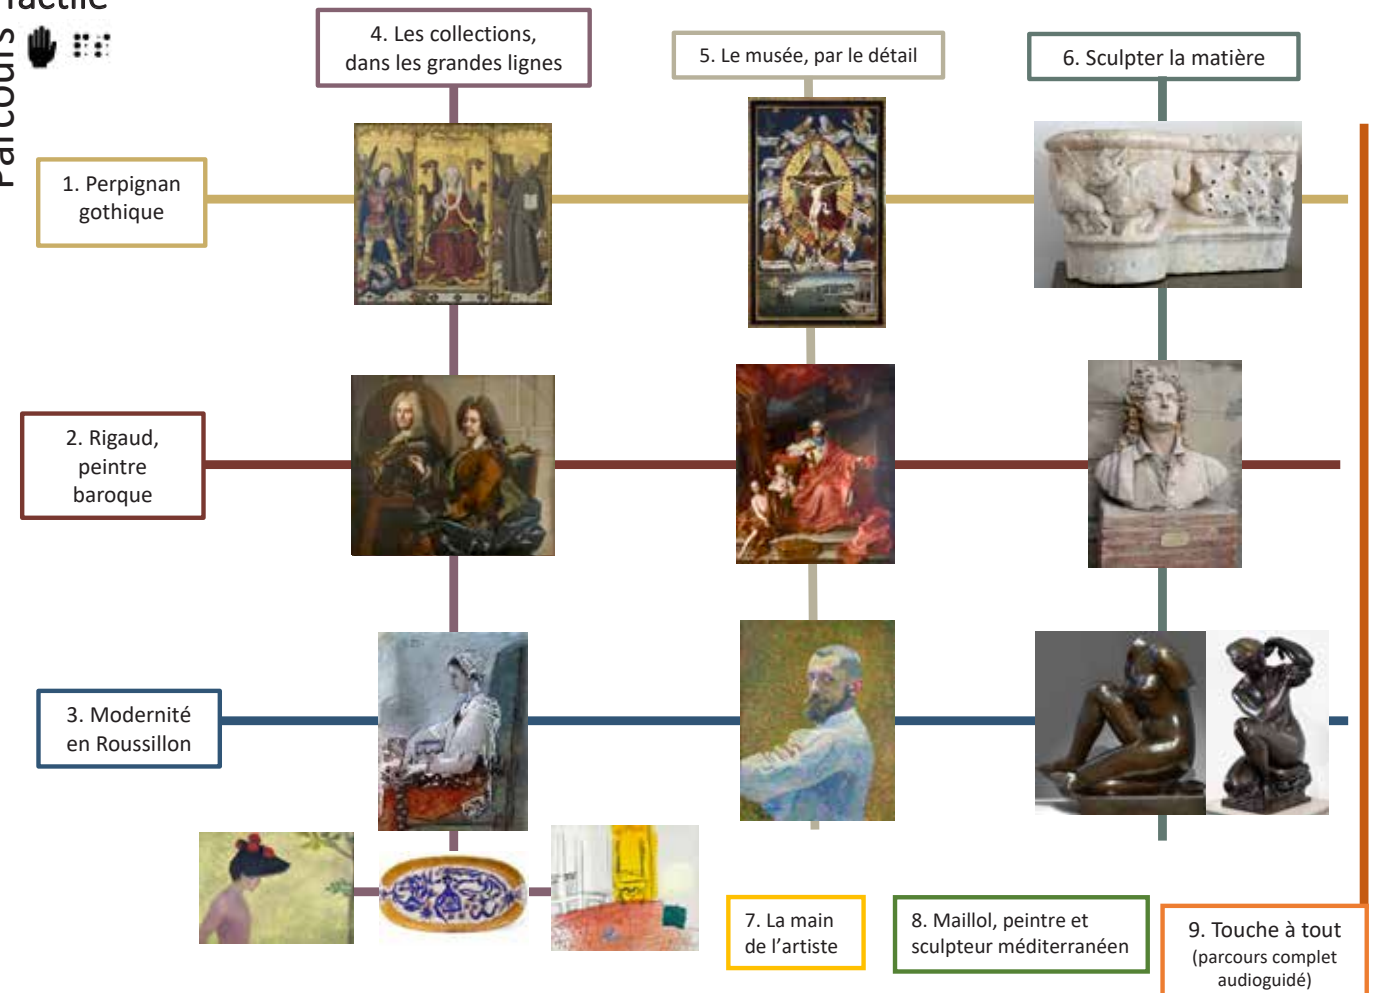 Parcours
tactile
4. Les collections,
dans les grandes lignes
5. Le musée, par le détail
6. Sculpter la matière
1. Perpignan
gothique
2. Rigaud,
peintre
baroque
3. Modernité
en Roussillon
7. La main
de l’artiste
8. Maillol, peintre et
sculpteur méditerranéen
9. Touche à tout
(parcours complet
audioguidé)